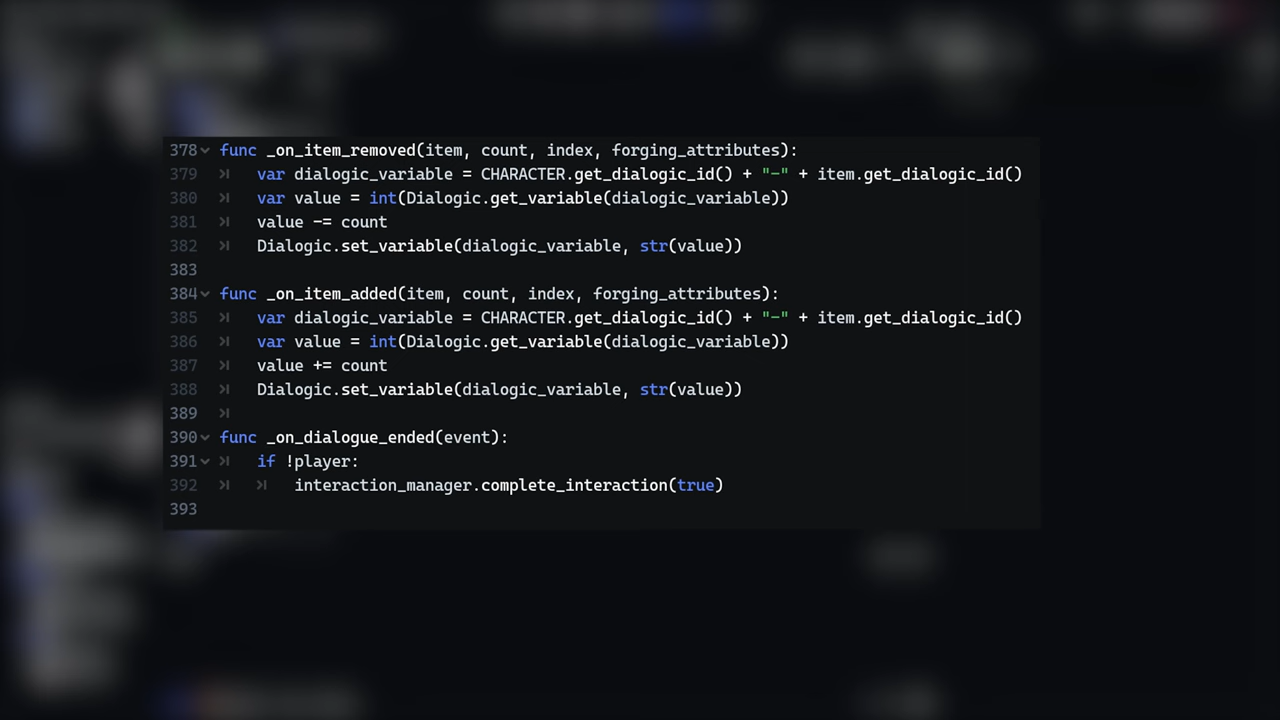 378 func _on_item_removed(item, count, index, forging_attributes):
379 var dialogic_variable = CHARACTER.get_dialogic_id() + "-" + item.get_dialogic_id()
380 var value = int(Dialogic.get_variable(dialogic_variable))
381 value -= count
382 Dialogic.set_variable(dialogic_variable, str(value))
383
384 func _on_item_added(item, count, index, forging_attributes):
385 var dialogic_variable = CHARACTER.get_dialogic_id() + "-" + item.get_dialogic_id()
386 var value = int(Dialogic.get_variable(dialogic_variable))
387 value += count
388 Dialogic.set_variable(dialogic_variable, str(value))
389
390 func _on_dialogue_ended(event):
391 if !player:
392 interaction_manager.complete_interaction(true)
393